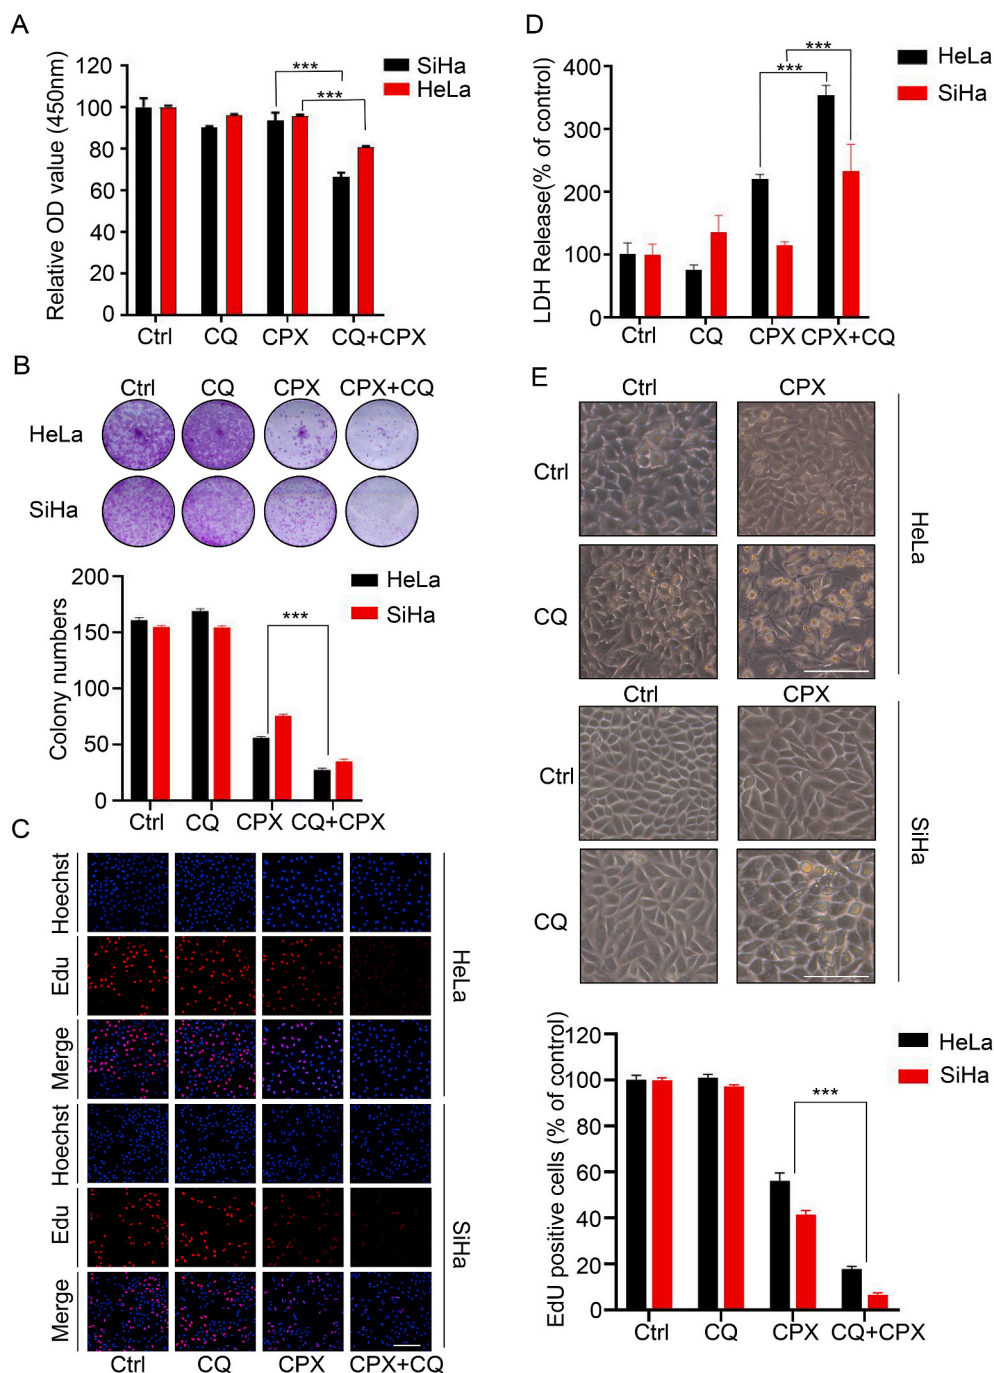 A
Relative OD value (450nm)
120
100
80
60
40
20
0
SiHa
HeLa
***
***
Ctrl CQ CPX CQ+CPX
B
Ctrl CQ CPX CPX+CQ
HeLa
SiHa
Colony numbers
200
150
100
50
0
HeLa
SiHa
***
Ctrl CQ CPX CQ+CPX
C
Hoechst
Edu
Merge
HeLa
Hoechst
Edu
Merge
SiHa
Ctrl CQ CPX CPX+CQ
D
LDH Release(% of control)
400
300
200
100
0
HeLa
SiHa
***
***
Ctrl CQ CPX CPX+CQ
E
Ctrl CPX
Ctrl
CQ
HeLa
Ctrl CPX
Ctrl
CQ
SiHa
EdU positive cells (% of control)
120
100
80
60
40
20
0
HeLa
SiHa
***
Ctrl CQ CPX CQ+CPX